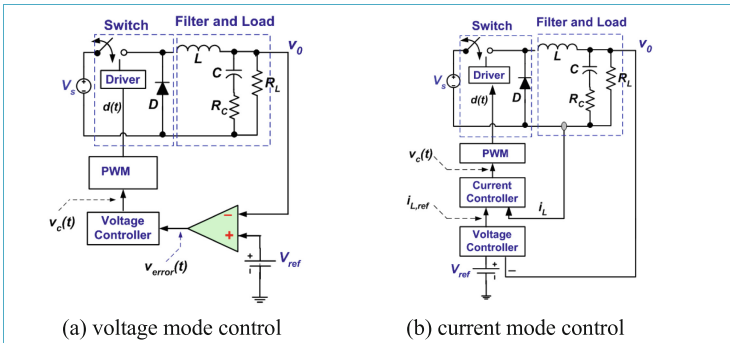 Switch
Filter and Load
v0
L
Vs
Driver
C
RL
d(t)
D
RC
PWM
vc(t)
Voltage
Controller
−
+
verror(t)
+
−
Vref
(a) voltage mode control
Switch
Filter and Load
v0
L
Vs
Driver
C
RL
d(t)
D
RC
vc(t)
PWM
Current
Controller
iL,ref
iL
Voltage
Controller
Vref
+
−
−
(b) current mode control